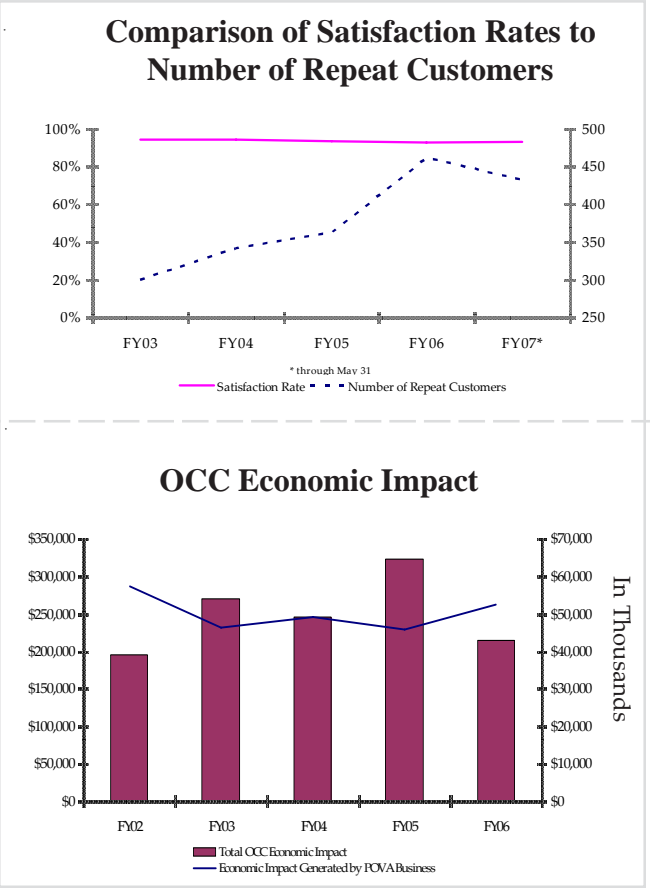 Comparison of Satisfaction Rates to
Number of Repeat Customers
100%
80%
60%
40%
20%
0%
500
450
400
350
300
250
FY03 FY04 FY05 FY06 FY07*
* through May 31
Satisfaction Rate Number of Repeat Customers
OCC Economic Impact
$350,000
$300,000
$250,000
$200,000
$150,000
$100,000
$50,000
$0
$70,000
$60,000
$50,000
$40,000
$30,000
$20,000
$10,000
$0
In Thousands
FY02 FY03 FY04 FY05 FY06
Total OCC Economic Impact
Economic Impact Generated by POVA Business